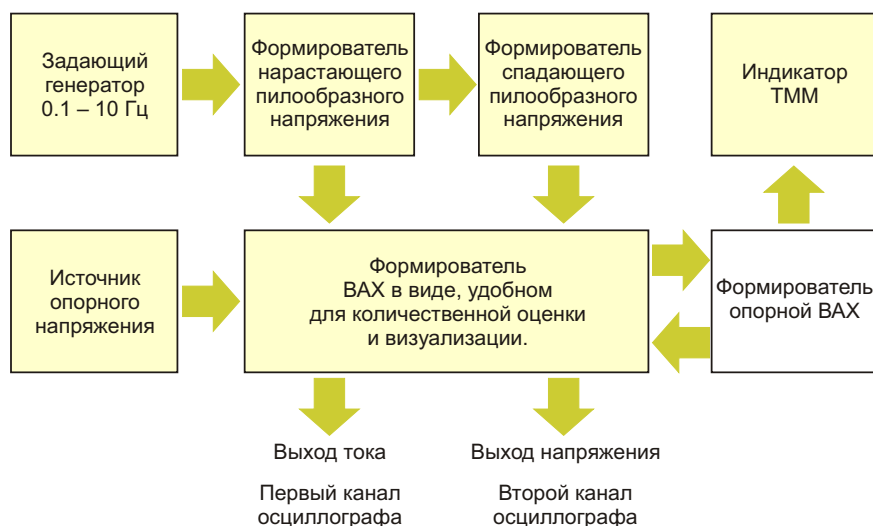 Задающий
генератор
0.1 – 10 Гц
Формирователь
нарастающего
пилообразного
напряжения
Формирователь
спадающего
пилообразного
напряжения
Индикатор
ТММ
Источник
опорного
напряжения
Формирователь
ВАХ в виде, удобном
для количественной оценки
и визуализации.
Формирователь
опорной ВАХ
Выход тока
Первый канал
осциллографа
Выход напряжения
Второй канал
осциллографа